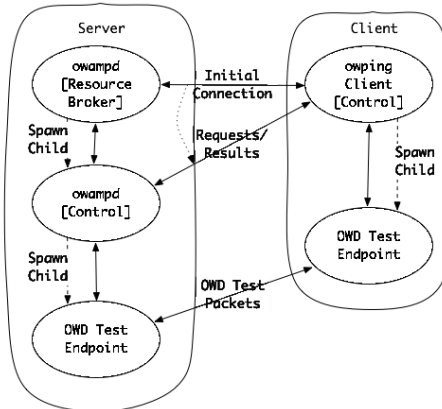 Server
Client
owampd
[Resource
Broker]
Initial
Connection
owping
Client
[Control]
Spawn
Child
Requests/
Results
Spawn
Child
owampd
[Control]
Spawn
Child
OWD Test
Endpoint
OWD Test
Packets
OWD Test
Endpoint